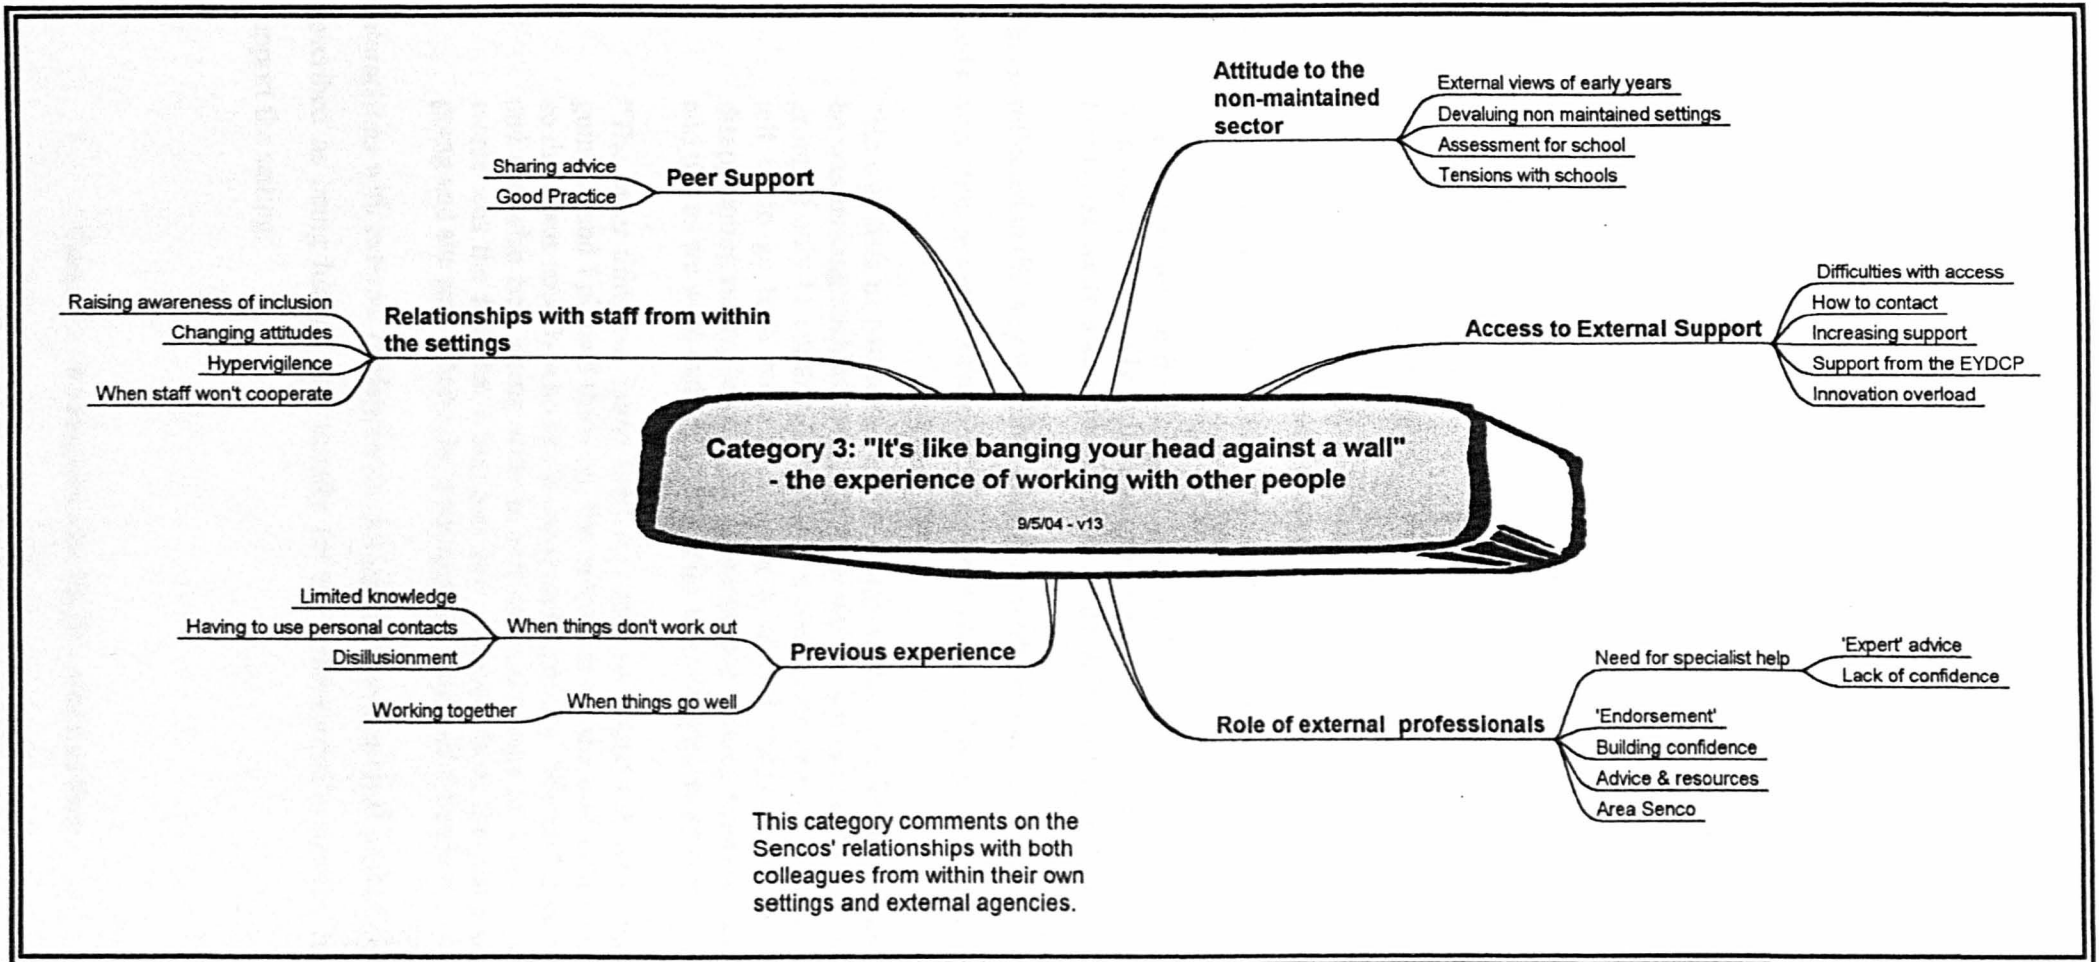 Attitude to the
non-maintained
sector
External views of early years
Devaluing non maintained settings
Assessment for school
Tensions with schools
Sharing advice
Good Practice
Peer Support
Raising awareness of inclusion
Changing attitudes
Hypervigilence
When staff won't cooperate
Relationships with staff from within
the settings
Access to External Support
Difficulties with access
How to contact
Increasing support
Support from the EYDCP
Innovation overload
Category 3: "It's like banging your head against a wall"
- the experience of working with other people
9/5/04 - v13
Limited knowledge
Having to use personal contacts
Disillusionment
When things don't work out
Working together
When things go well
Previous experience
Role of external professionals
Need for specialist help
'Expert' advice
Lack of confidence
'Endorsement'
Building confidence
Advice & resources
Area Senco
This category comments on the
Sencos' relationships with both
colleagues from within their own
settings and external agencies.